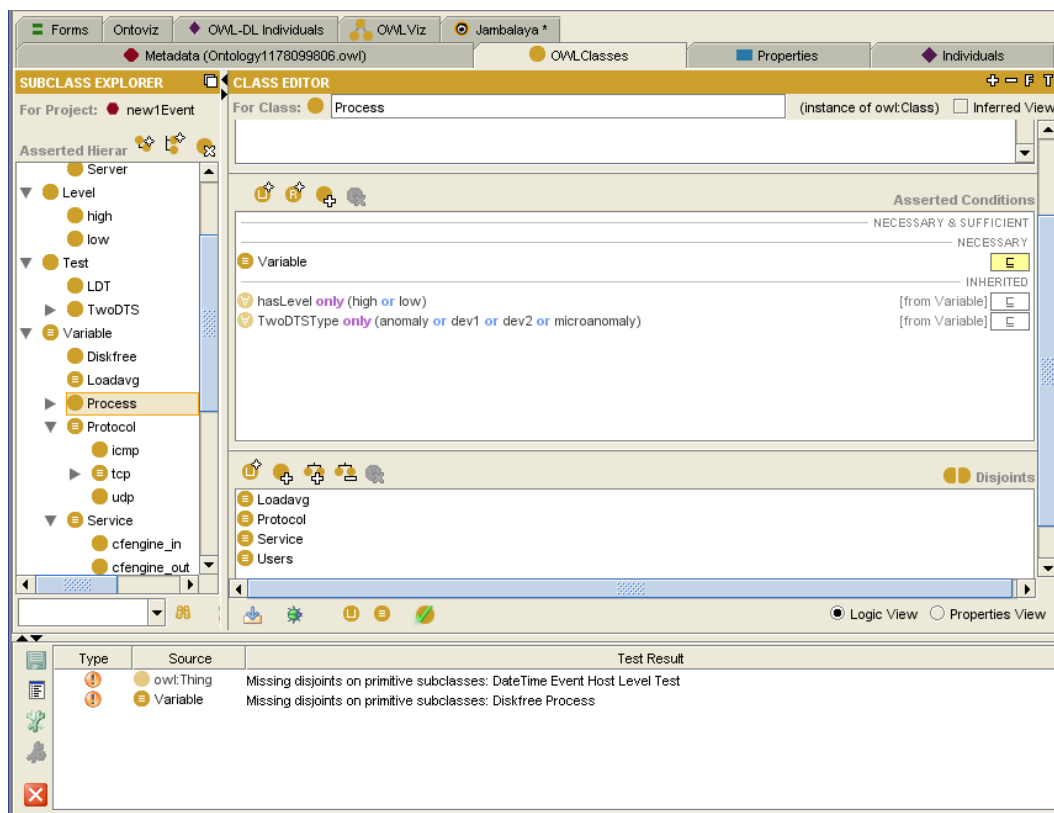 Forms Ontoviz OWL-DL Individuals OWLViz Jambalaya *
Metadata (Ontology1178099806.owl) OWLClasses Properties Individuals
SUBCLASS EXPLORER
For Project: new1Event
Asserted Hierar
Server
Level
high
low
Test
LDT
TwoDTS
Variable
Diskfree
Loadavg
Process
Protocol
icmp
tcp
udp
Service
cfengine_in
cfengine_out
CLASS EDITOR
F T
For Class: Process (instance of owl:Class) Inferred View
Asserted Conditions
NECESSARY & SUFFICIENT
NECESSARY
Variable
INHERITED
hasLevel only (high or low) [from Variable]
TwoDTSType only (anomaly or dev1 or dev2 or microanomaly) [from Variable]
Disjoints
Loadavg
Protocol
Service
Users
Logic View Properties View
Type Source Test Result
owl:Thing Missing disjoints on primitive subclasses: DateTime Event Host Level Test
Variable Missing disjoints on primitive subclasses: Diskfree Process